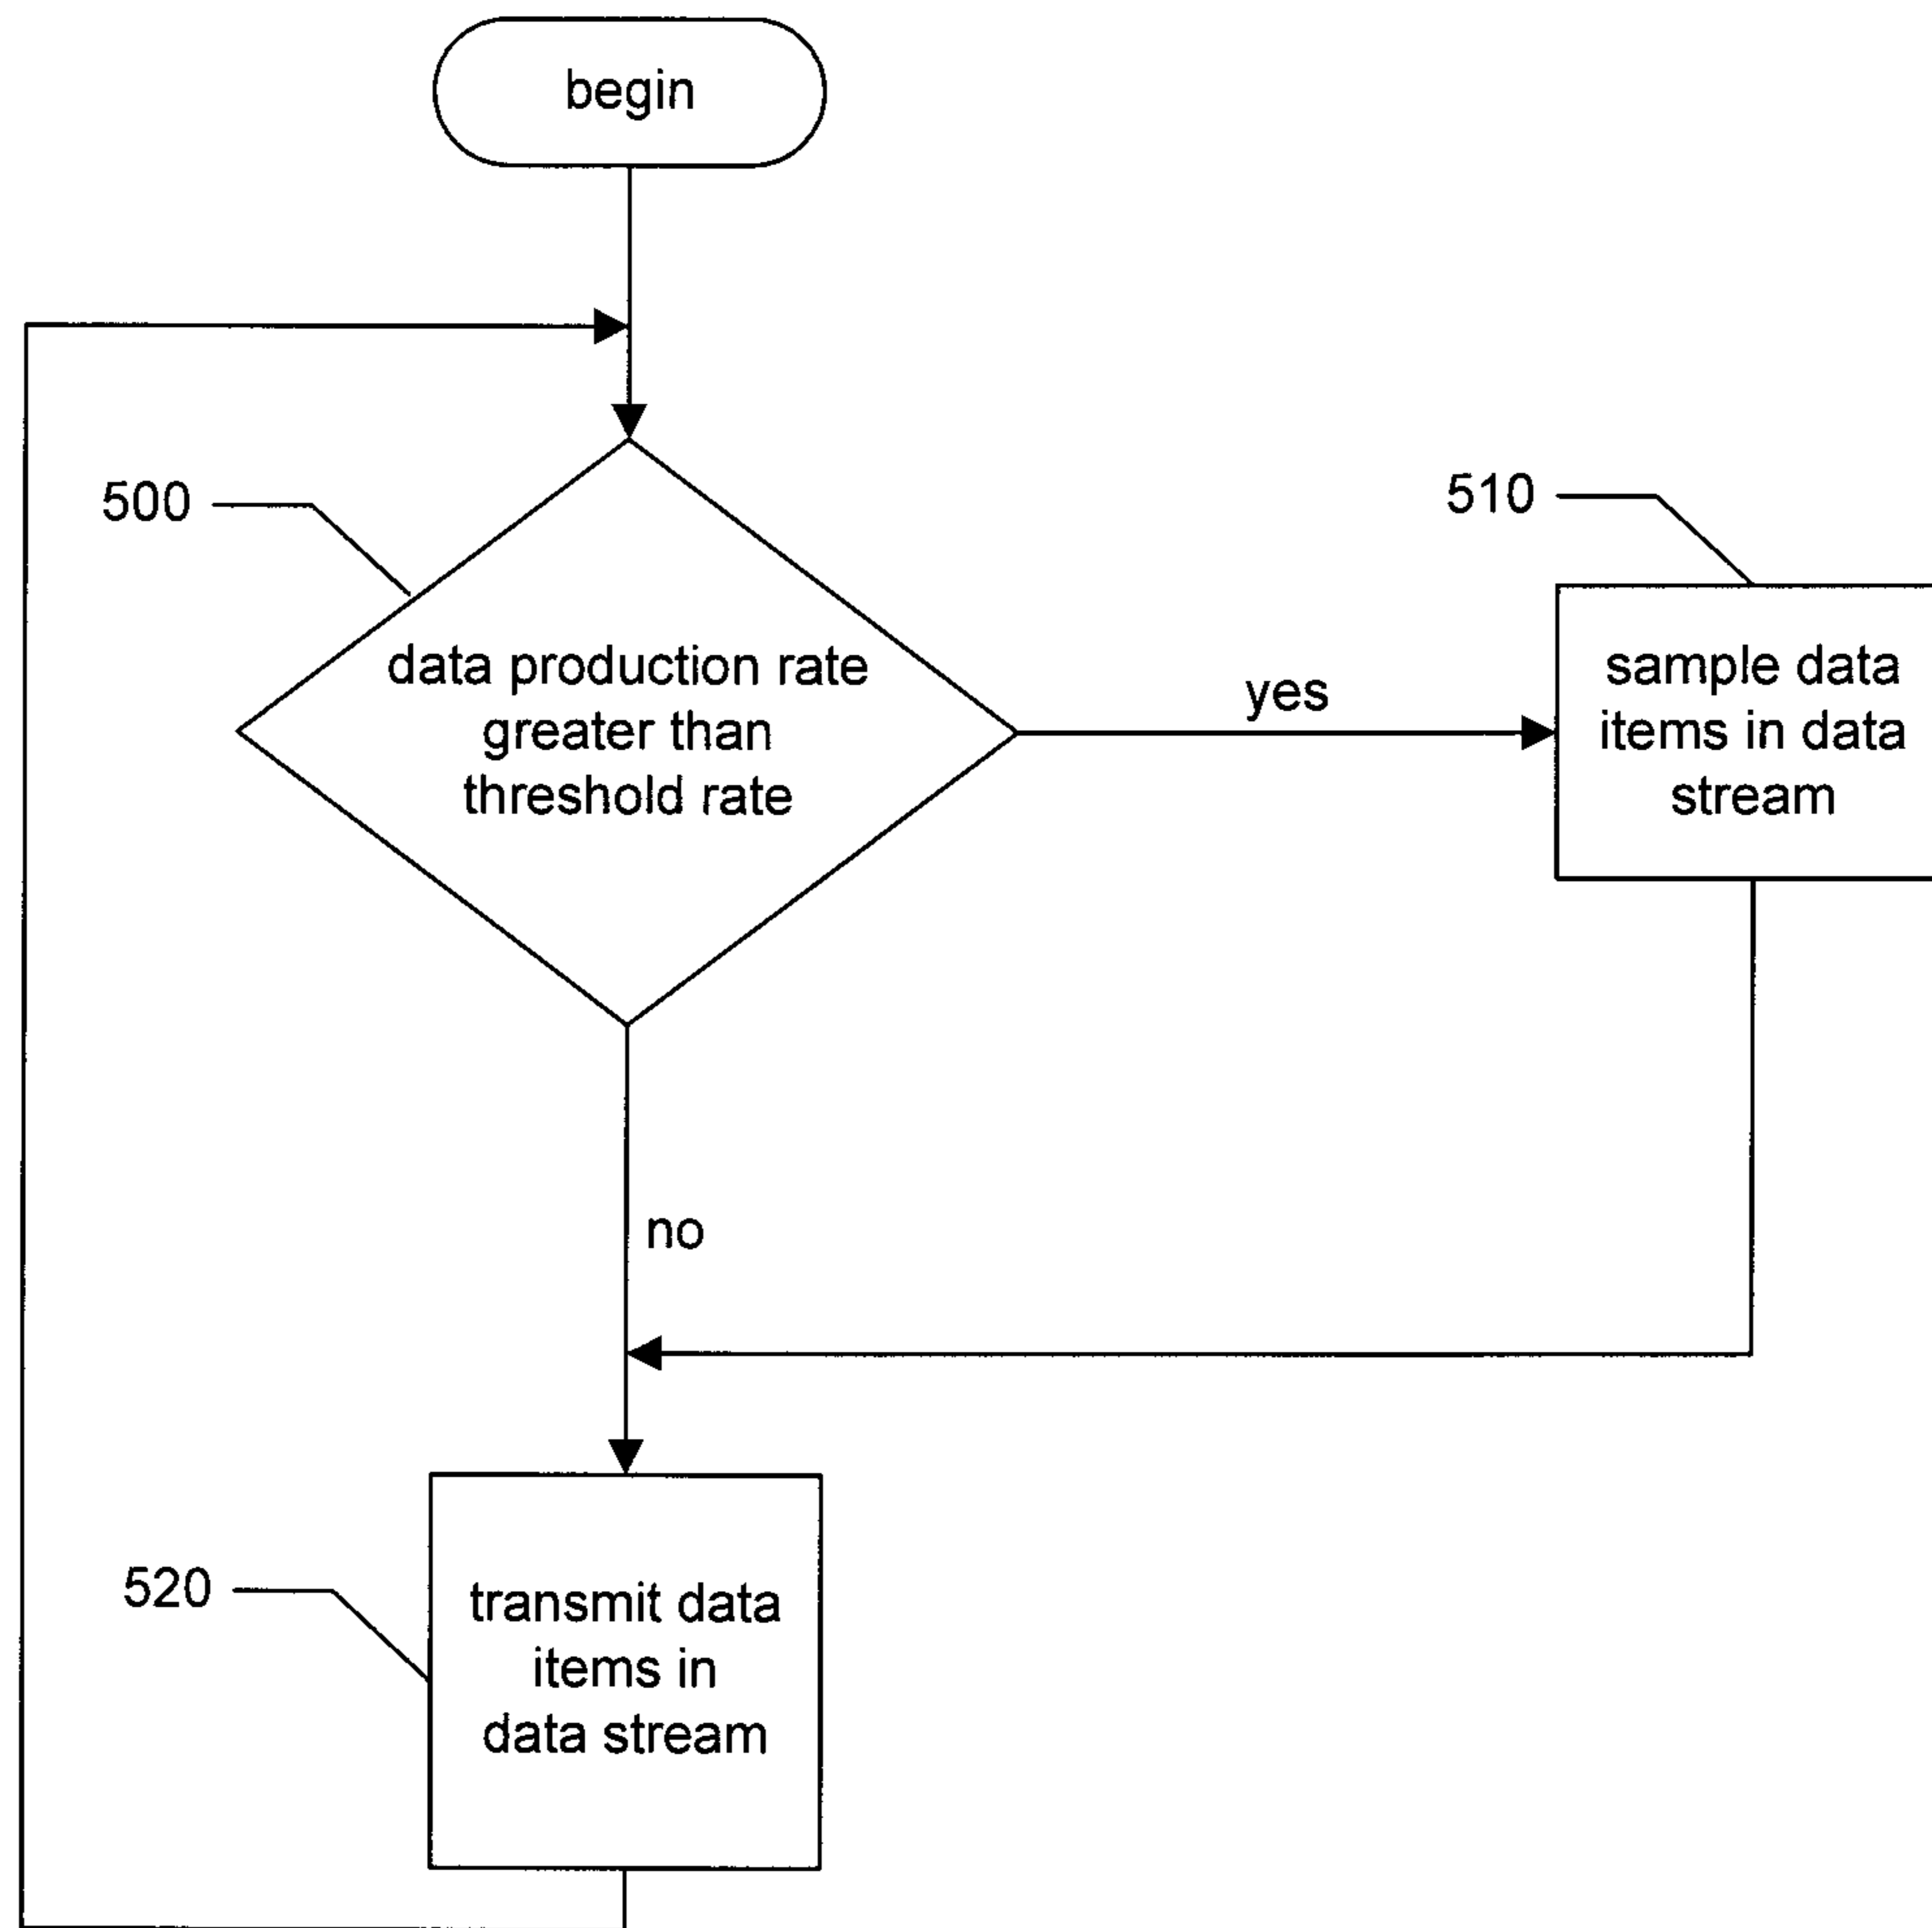 begin
500
data production rate
greater than
threshold rate
yes
510
sample data
items in data
stream
no
520
transmit data
items in
data stream